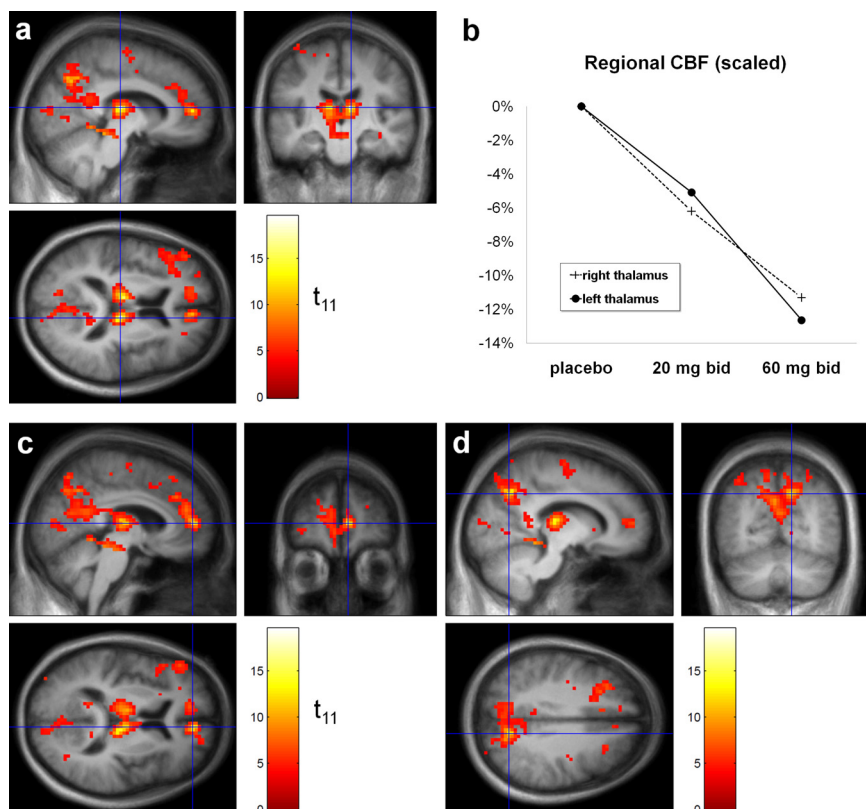 a
15
10
5
0
t11
b
Regional CBF (scaled)
0%
-2%
-4%
-6%
-8%
-10%
-12%
-14%
right thalamus
left thalamus
placebo 20 mg bid 60 mg bid
c
15
10
5
0
t11
d
15
10
5
0